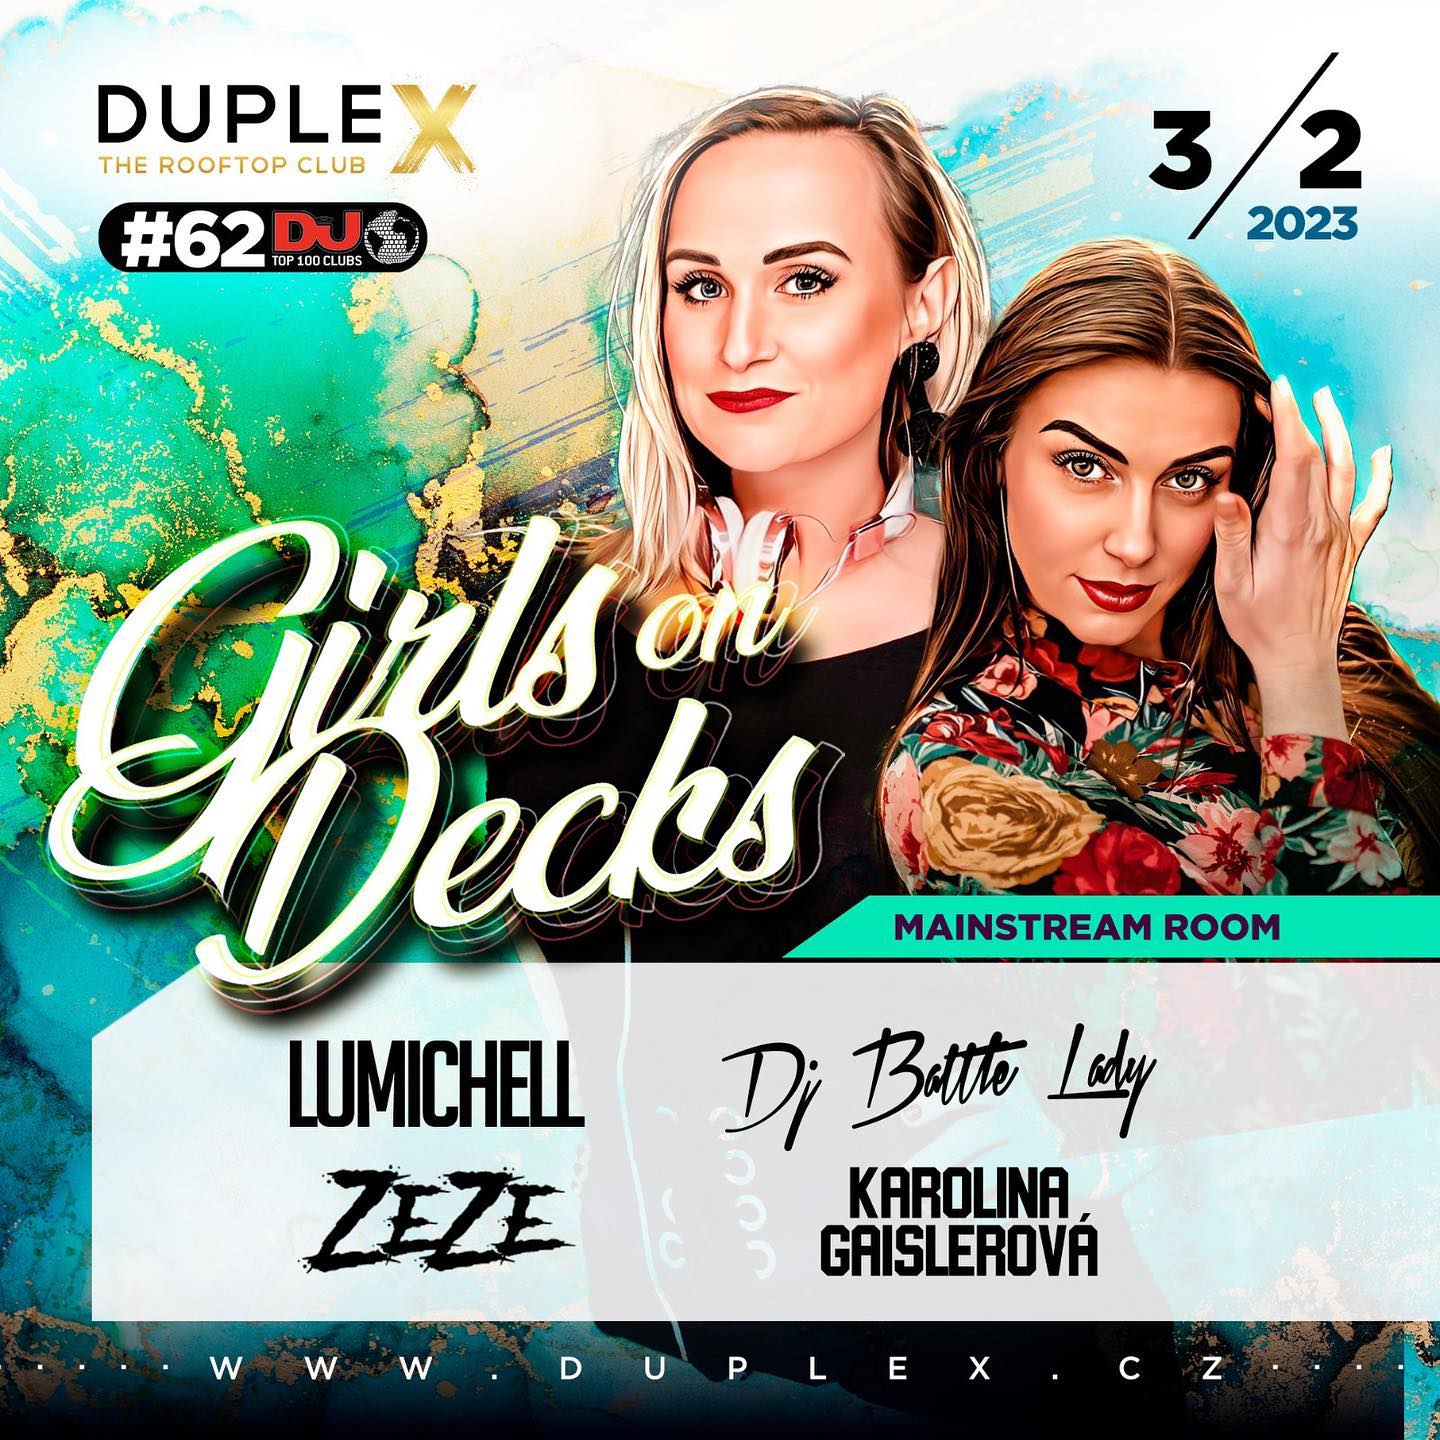 DUPLEX
THE ROOFTOP CLUB
#62 DJ
TOP 100 CLUBS
3/2
2023
Girls on
Decks
MAINSTREAM ROOM
LUMICHELL
Dj Battle Lady
ZEZE
KAROLINA
GAISLEROVÁ
WWW.DUPLEX.CZ